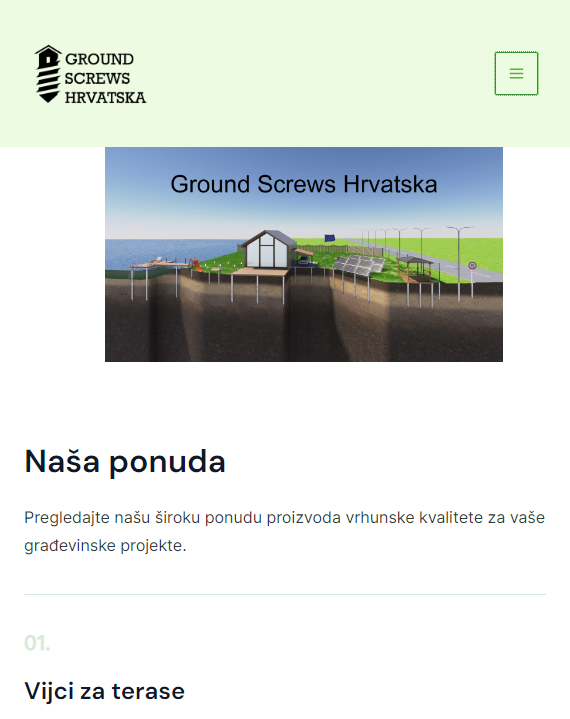 GROUND
SCREWS
HRVATSKA
Ground Screws Hrvatska
Naša ponuda
Pregledajte našu široku ponudu proizvoda vrhunske kvalitete za vaše
građevinske projekte.
01.
Vijci za terase